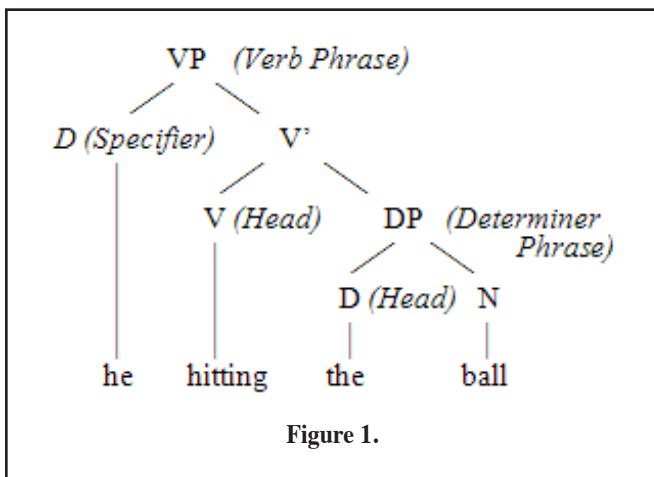 VP (Verb Phrase)
D (Specifier) V’
V (Head) DP (Determiner
Phrase)
D (Head) N
he hitting the ball
Figure 1.